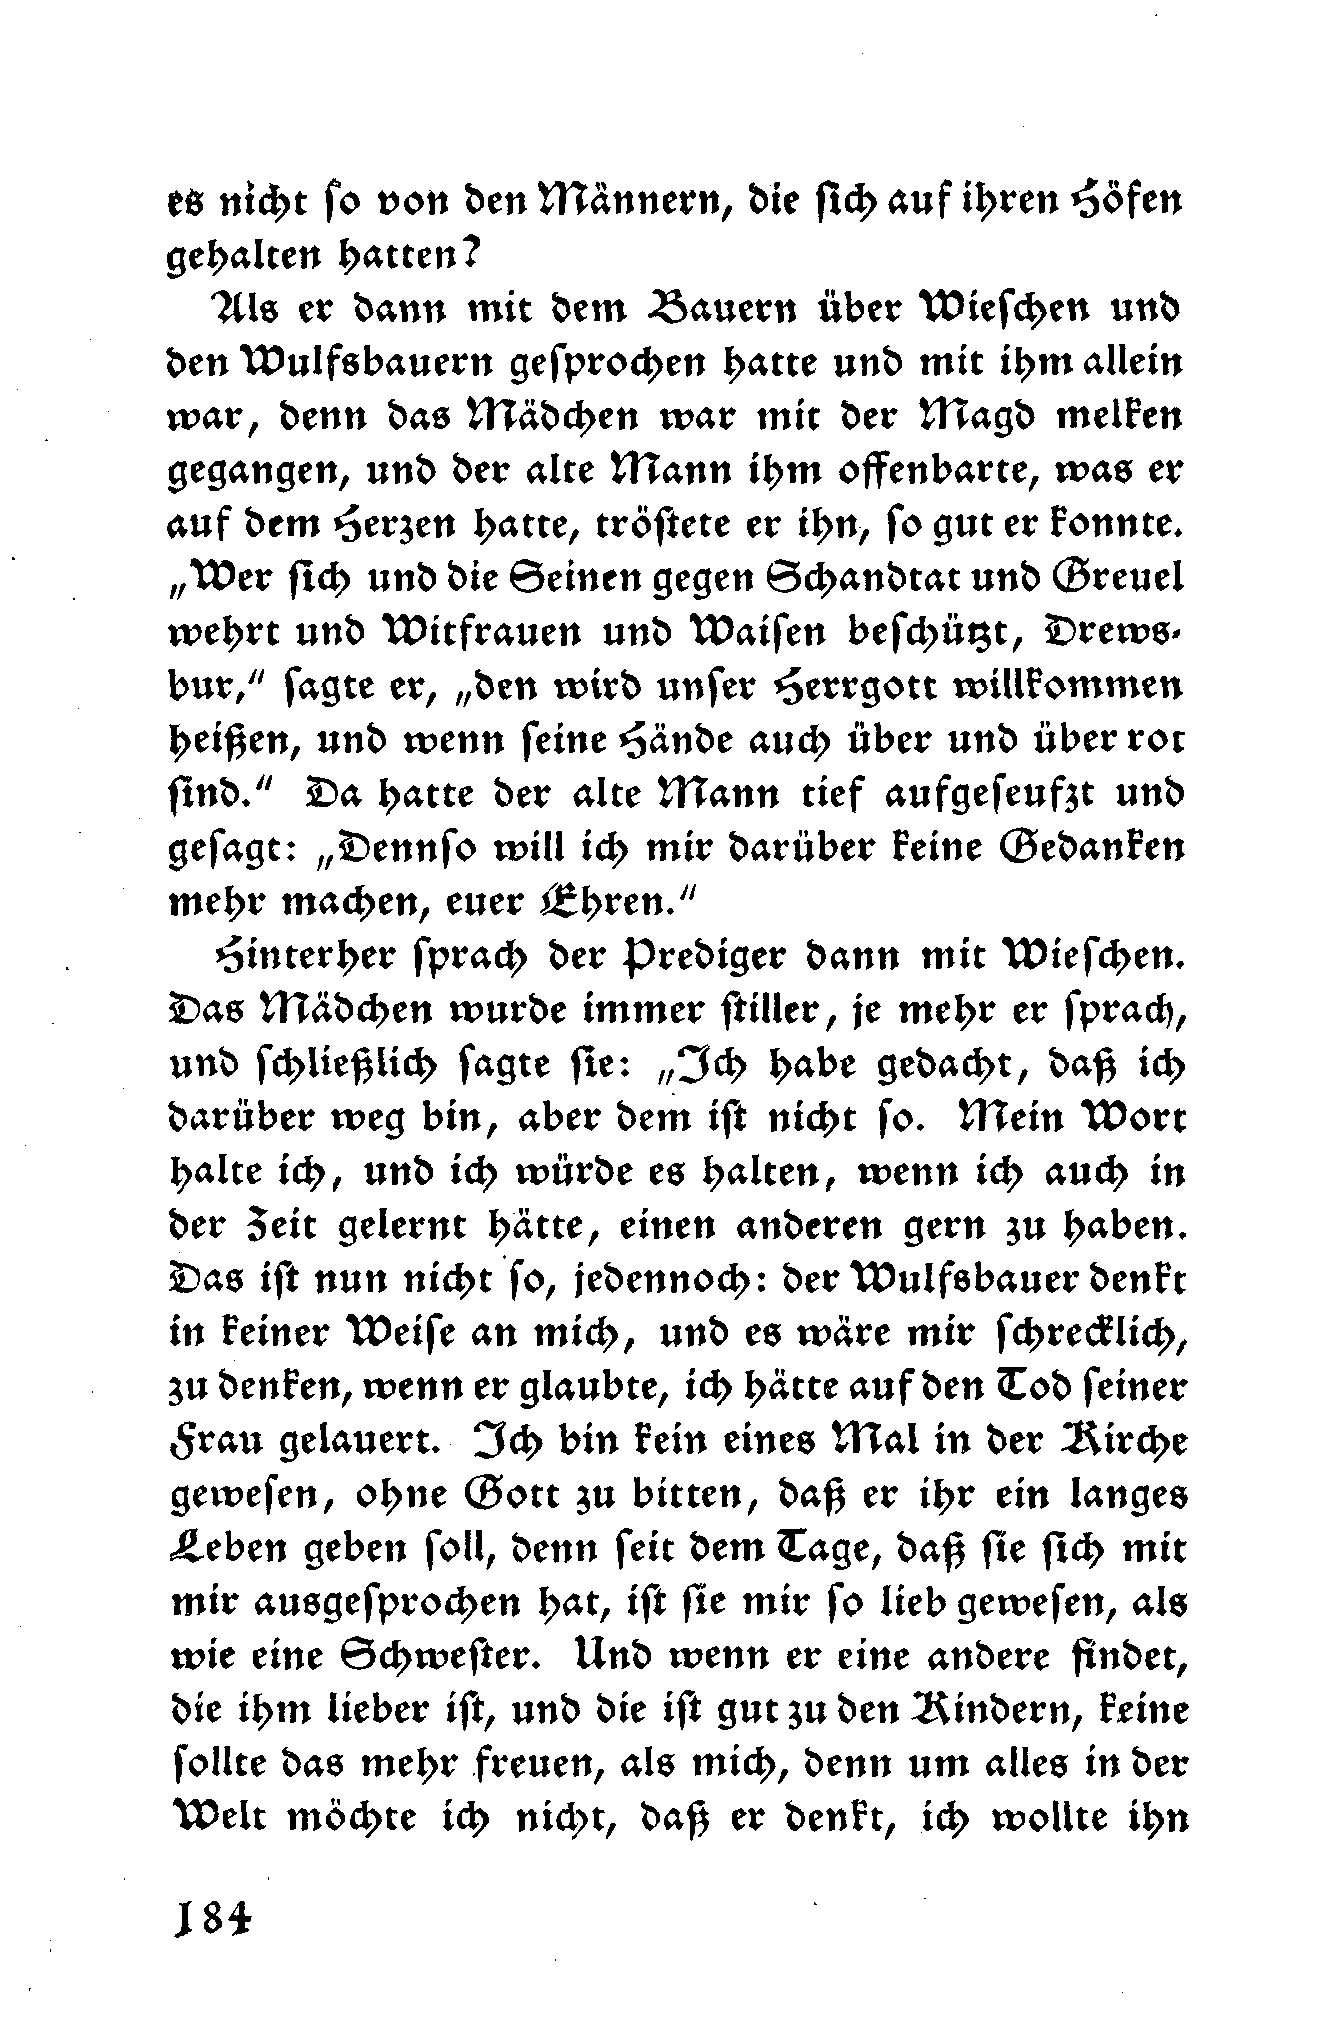 es nicht so von den Männern, die sich auf ihren Höfen
gehalten hatten?
Als er dann mit dem Bauern über Wieschen und
den Wulfsbauern gesprochen hatte und mit ihm allein
war, denn das Mädchen war mit der Magd melken
gegangen, und der alte Mann ihm offenbarte, was er
auf dem Herzen hatte, tröstete er ihn, so gut er konnte.
„Wer sich und die Seinen gegen Schandtat und Greuel
wehrt und Witfrauen und Waisen beschützt, Drews-
bur,“ sagte er, „den wird unser Herrgott willkommen
heißen, und wenn seine Hände auch über und über rot
sind.“ Da hatte der alte Mann tief aufgeseufzt und
gesagt: „Dennso will ich mir darüber keine Gedanken
mehr machen, euer Ehren.“
Hinterher sprach der Prediger dann mit Wieschen.
Das Mädchen wurde immer stiller, je mehr er sprach,
und schließlich sagte sie: „Ich habe gedacht, daß ich
darüber weg bin, aber dem ist nicht so. Mein Wort
halte ich, und ich würde es halten, wenn ich auch in
der Zeit gelernt hätte, einen anderen gern zu haben.
Das ist nun nicht so, jedennoch: der Wulfsbauer denkt
in keiner Weise an mich, und es wäre mir schrecklich,
zu denken, wenn er glaubte, ich hätte auf den Tod seiner
Frau gelauert. Ich bin kein eines Mal in der Kirche
gewesen, ohne Gott zu bitten, daß er ihr ein langes
Leben geben soll, denn seit dem Tage, daß sie sich mit
mir ausgesprochen hat, ist sie mir so lieb gewesen, als
wie eine Schwester. Und wenn er eine andere findet,
die ihm lieber ist, und die ist gut zu den Kindern, keine
sollte das mehr freuen, als mich, denn um alles in der
Welt möchte ich nicht, daß er denkt, ich wollte ihn
184